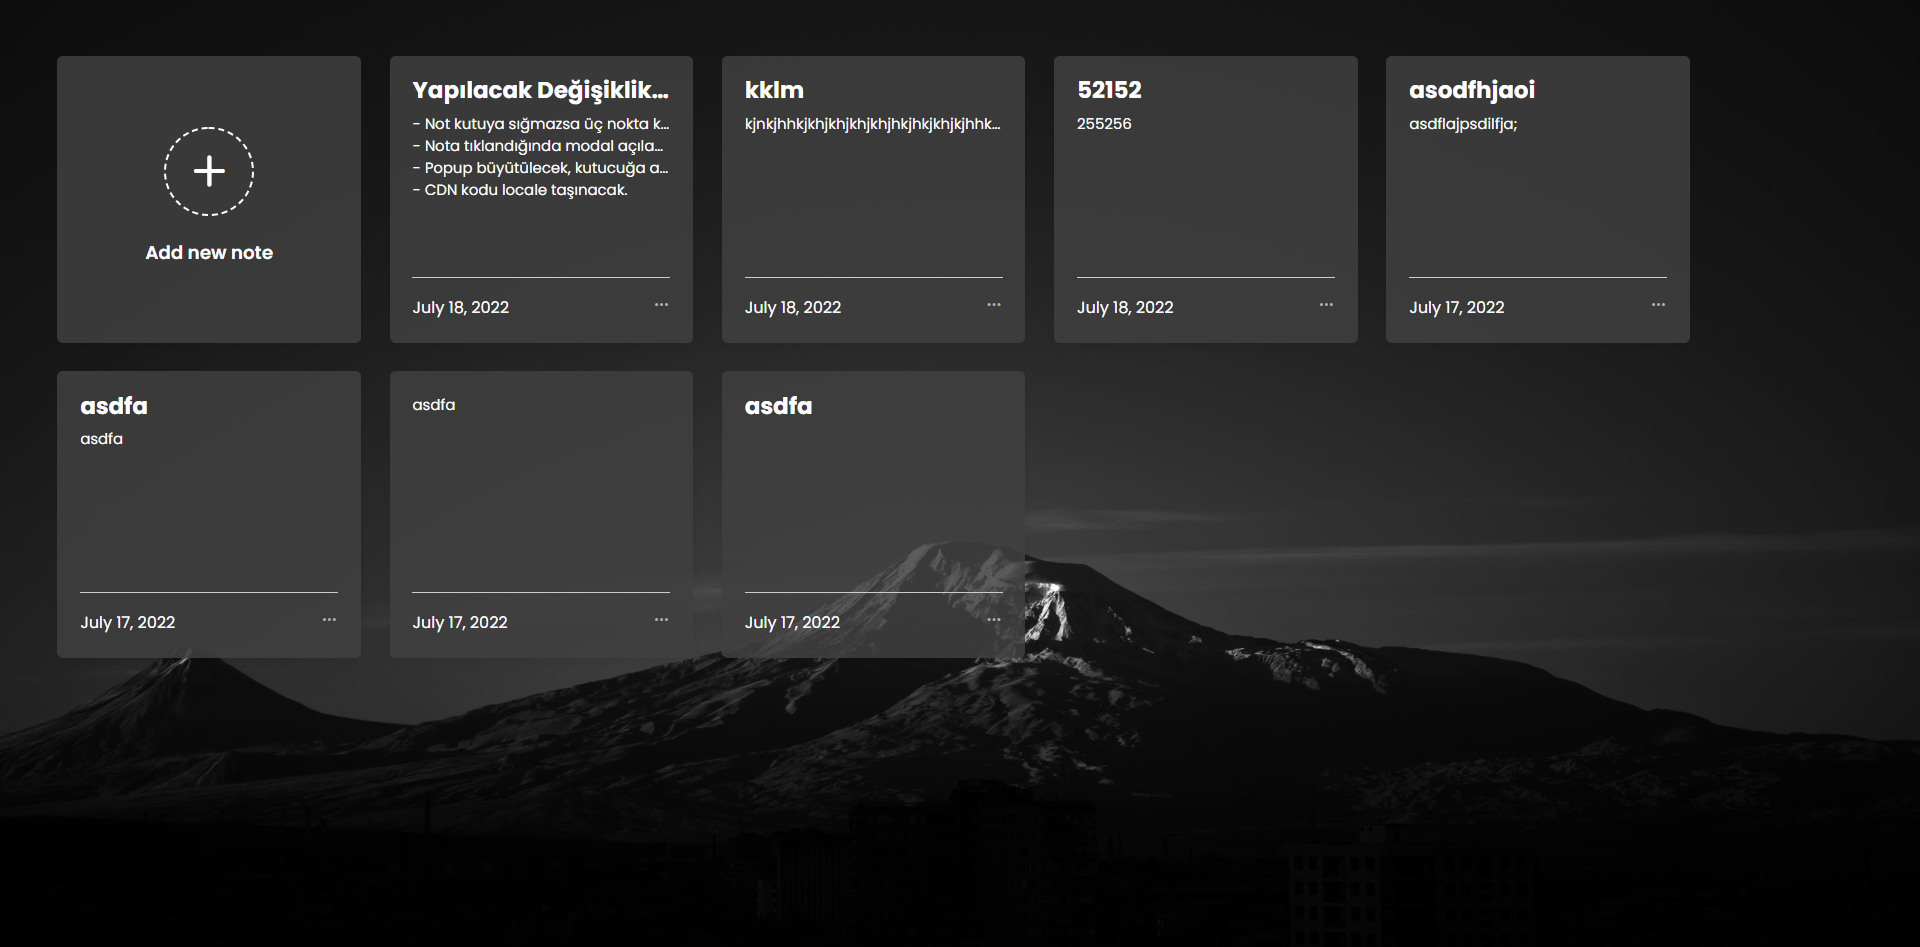 Add new note
Yapılacak Değişiklik...
- Not kutuya sığmazsa üç nokta k...
- Nota tıklandığında modal açıla...
- Popup büyütülecek, kutucuğa a...
- CDN kodu locale taşınacak.
July 18, 2022
kklm
kjnkjhhkjkhjkhjkhjkhjhkjhkjkhjkjhhk...
July 18, 2022
52152
255256
July 18, 2022
asodfhjaoi
asdflajpsdilfja;
July 17, 2022
asdfa
asdfa
July 17, 2022
asdfa
July 17, 2022
asdfa
July 17, 2022